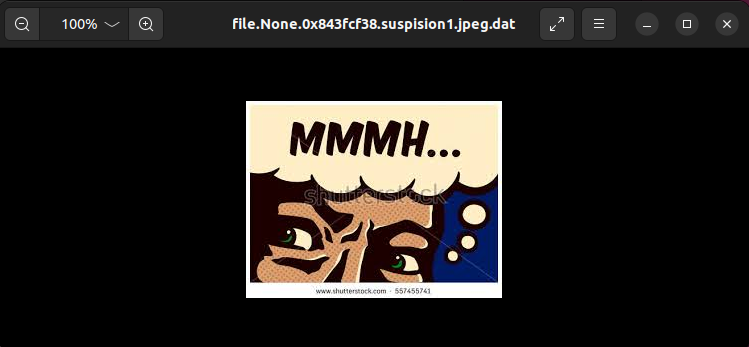 100%
file.None.0x843fcf38.suspision1.jpeg.dat
MMMH...
shutterstock
www.shutterstock.com · 557455741